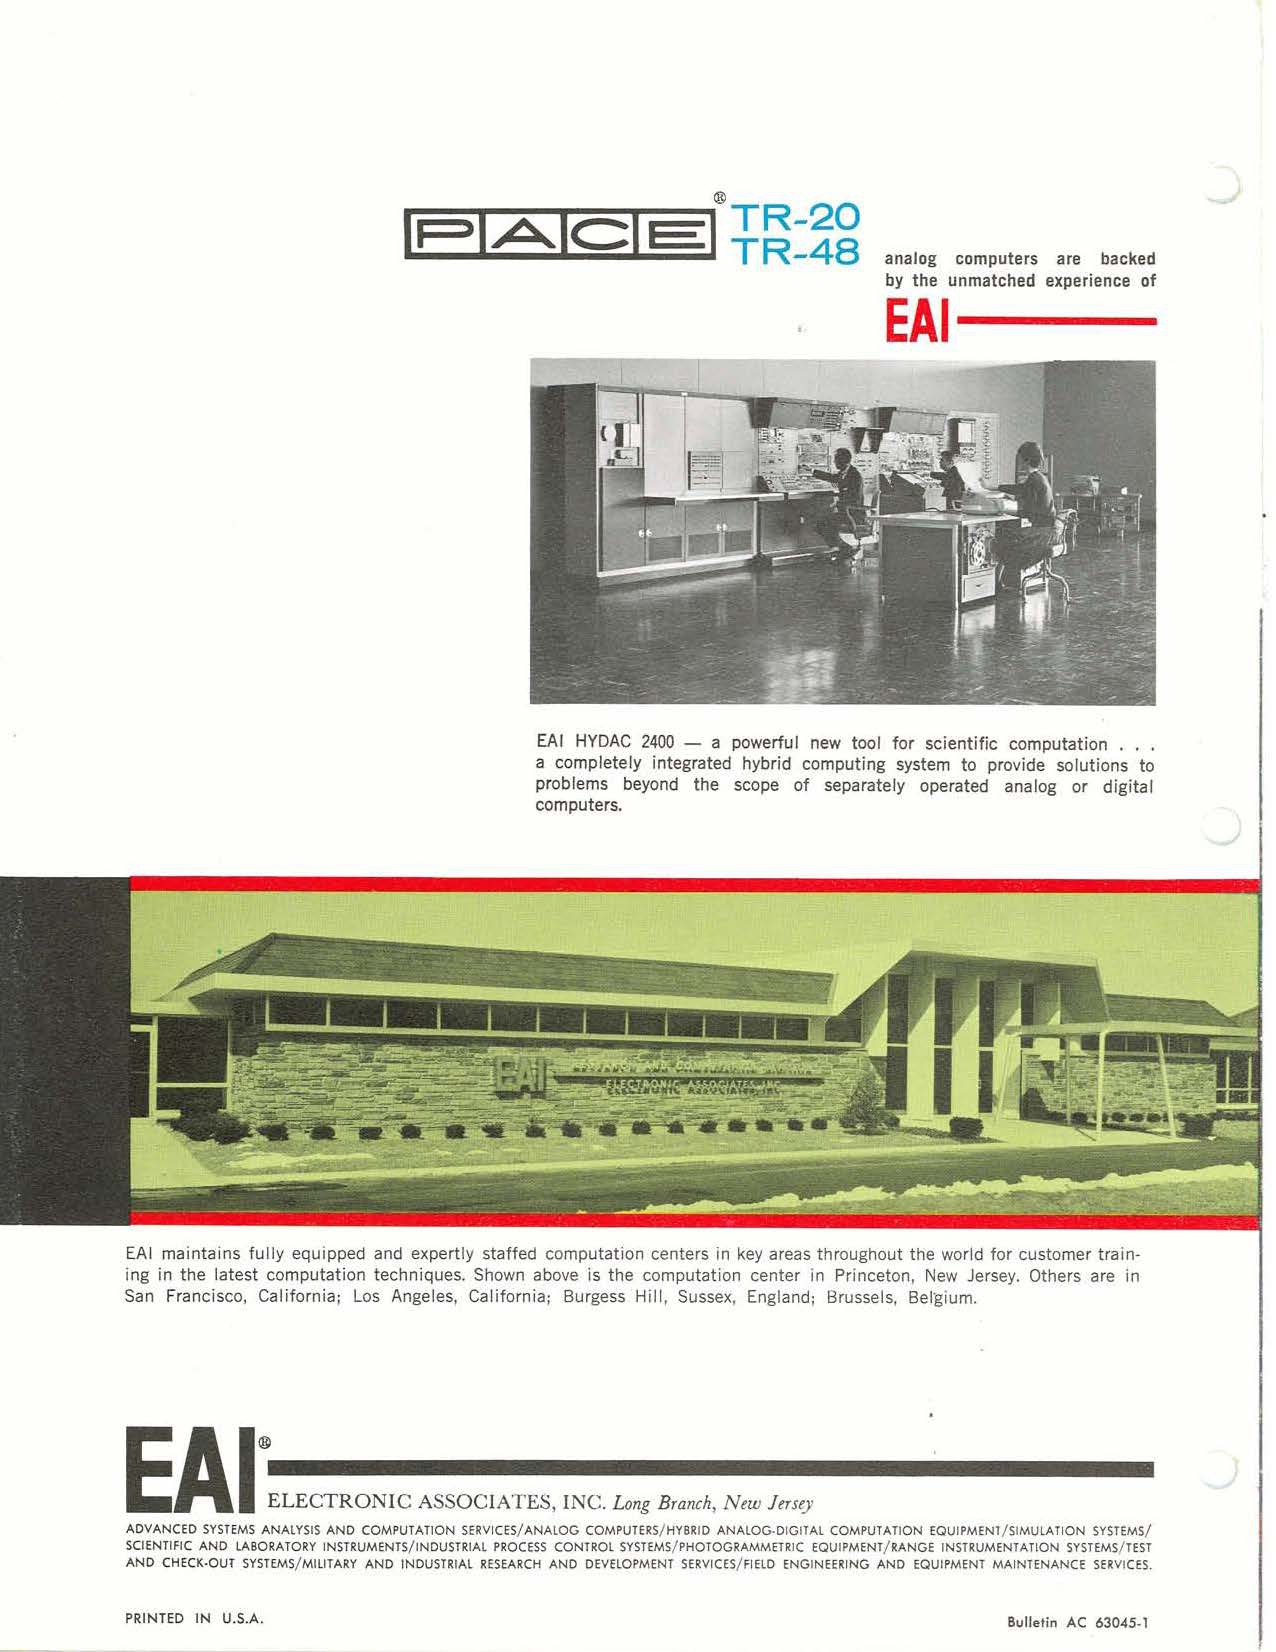 PACE® TR-20
TR-48
analog computers are backed
by the unmatched experience of
EAI
EAI HYDAC 2400 — a powerful new tool for scientific computation . . .
a completely integrated hybrid computing system to provide solutions to
problems beyond the scope of separately operated analog or digital
computers.
EAI
ELECTRONIC ASSOCIATES, INC.
EAI maintains fully equipped and expertly staffed computation centers in key areas throughout the world for customer train-
ing in the latest computation techniques. Shown above is the computation center in Princeton, New Jersey. Others are in
San Francisco, California; Los Angeles, California; Burgess Hill, Sussex, England; Brussels, Belgium.
EAI®
ELECTRONIC ASSOCIATES, INC. Long Branch, New Jersey
ADVANCED SYSTEMS ANALYSIS AND COMPUTATION SERVICES/ANALOG COMPUTERS/HYBRID ANALOG-DIGITAL COMPUTATION EQUIPMENT/SIMULATION SYSTEMS/
SCIENTIFIC AND LABORATORY INSTRUMENTS/INDUSTRIAL PROCESS CONTROL SYSTEMS/PHOTOGRAMMETRIC EQUIPMENT/RANGE INSTRUMENTATION SYSTEMS/TEST
AND CHECK-OUT SYSTEMS/MILITARY AND INDUSTRIAL RESEARCH AND DEVELOPMENT SERVICES/FIELD ENGINEERING AND EQUIPMENT MAINTENANCE SERVICES.
PRINTED IN U.S.A.
Bulletin AC 63045-1